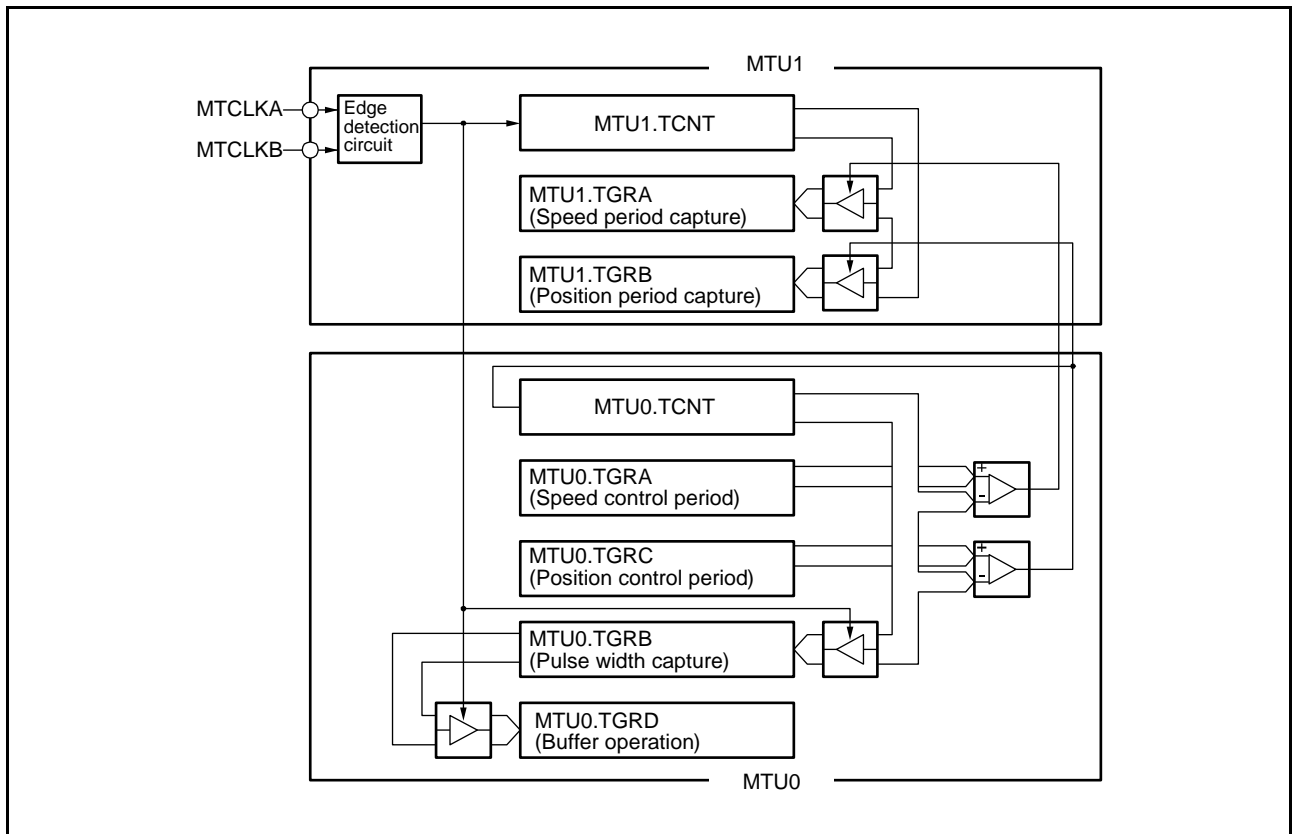 MTU1
MTCLKA
MTCLKB
Edge
detection
circuit
MTU1.TCNT
MTU1.TGRA
(Speed period capture)
MTU1.TGRB
(Position period capture)
MTU0.TCNT
MTU0.TGRA
(Speed control period)
+
-
MTU0.TGRC
(Position control period)
+
-
MTU0.TGRB
(Pulse width capture)
MTU0.TGRD
(Buffer operation)
MTU0